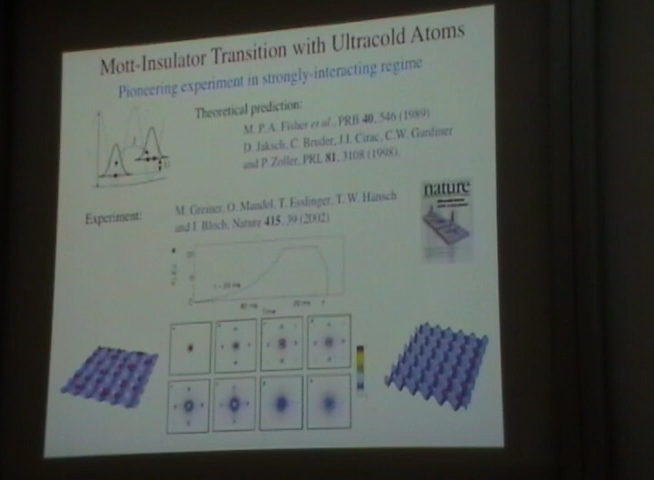 Mott-Insulator Transition with Ultracold Atoms
Pioneering experiment in strongly-interacting regime
Theoretical prediction:
M. P.A. Fisher et al., PRB 40, 546 (1989)
D. Jaksch, C. Bruder, J.I. Cirac, C.W. Gardiner
and P. Zoller, PRL 81, 3108 (1998).
Experiment:
M. Greiner, O. Mandel, T. Esslinger, T. W. Hänsch
and I. Bloch, Nature 415, 39 (2002)
nature
Time